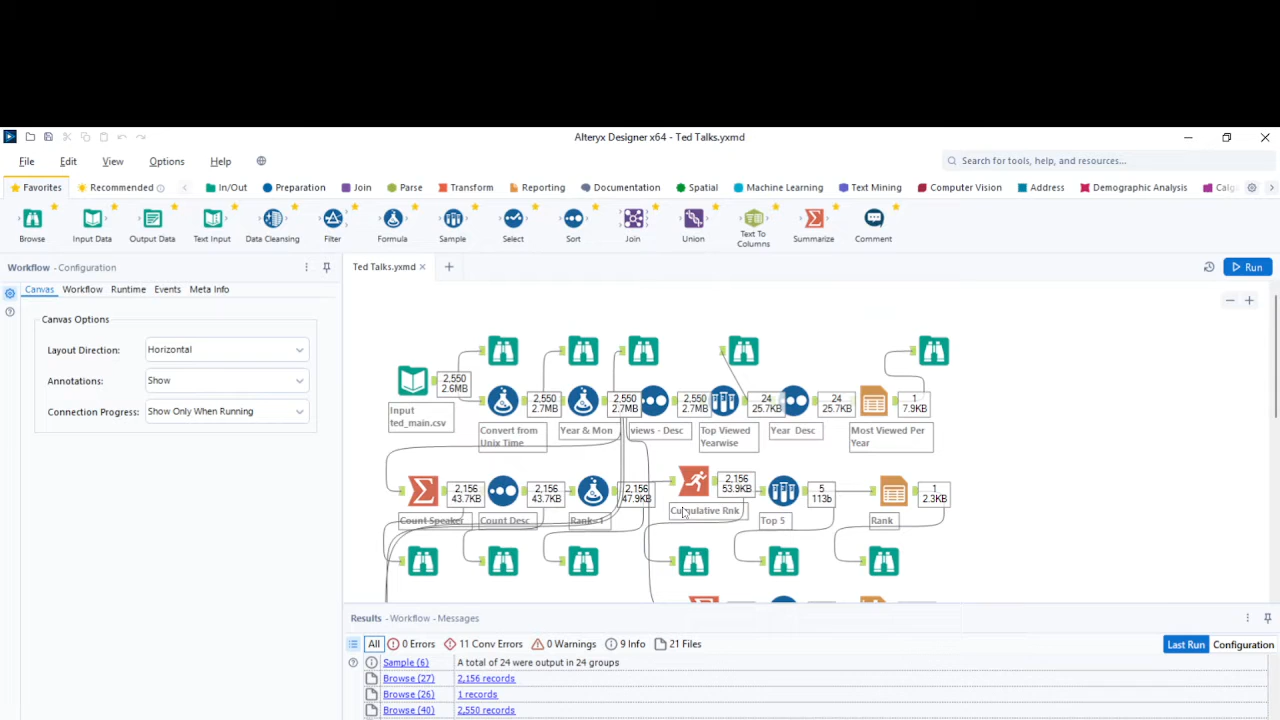 Alteryx Designer x64 - Ted Talks.yxmd
File Edit View Options Help
Search for tools, help, and resources...
Favorites Recommended In/Out Preparation Join Parse Transform Reporting Documentation Spatial Machine Learning Text Mining Computer Vision Address Demographic Analysis Calg
Browse Input Data Output Data Text Input Data Cleansing Filter Formula Sample Select Sort Join Union Text To Columns Summarize Comment
Workflow - Configuration
Ted Talks.yxmd
Run
Canvas Workflow Runtime Events Meta Info
Canvas Options
Layout Direction: Horizontal
Annotations: Show
Connection Progress: Show Only When Running
2,550 2,550 2,550 2,550 24 24 1
2.6MB 2.7MB 2.7MB 2.7MB 25.7KB 25.7KB 7.9KB
Input
ted_main.csv
Convert from
Unix Time
Year & Mon
views - Desc
Top Viewed
Yearwise
Year Desc
Most Viewed Per
Year
2,156 2,156 2,156 2,156 5 1
43.7KB 43.7KB 47.9KB 53.9KB 113b 2.3KB
Count Speaker Count Desc Rank=1 Cumulative Rnk Top 5 Rank
Results - Workflow - Messages
All 0 Errors 11 Conv Errors 0 Warnings 9 Info 21 Files Last Run Configuration
Sample (6) A total of 24 were output in 24 groups
Browse (27) 2,156 records
Browse (26) 1 records
Browse (40) 2,550 records